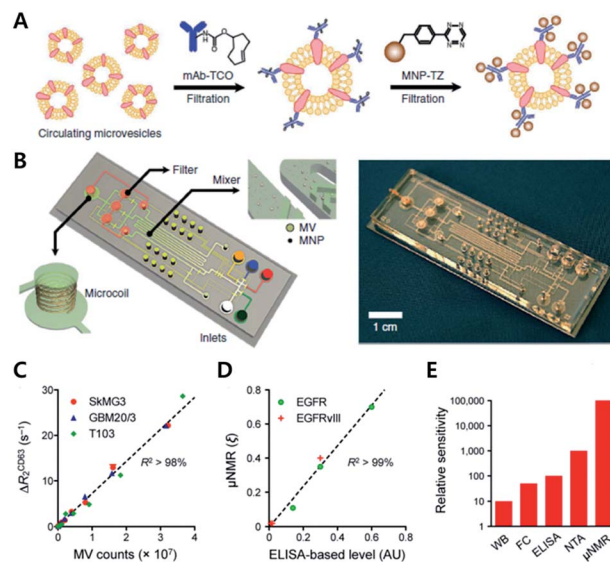 A
mAb-TCO
Filtration
MNP-TZ
Filtration
Circulating microvesicles
B
Filter
Mixer
MV
MNP
Microcoil
Inlets
1 cm
C
SkMG3
GBM20/3
T103
ΔR₂^CD63 (s⁻¹)
30
20
10
0
R² > 98%
0 1 2 3 4
MV counts (× 10⁷)
D
EGFR
EGFRvIII
μNMR (ξ)
0.8
0.6
0.4
0.2
0
R² > 99%
0 0.2 0.4 0.6 0.8
ELISA-based level (AU)
E
Relative sensitivity
100,000
10,000
1,000
100
10
1
WB
FC
ELISA
NTA
μNMR